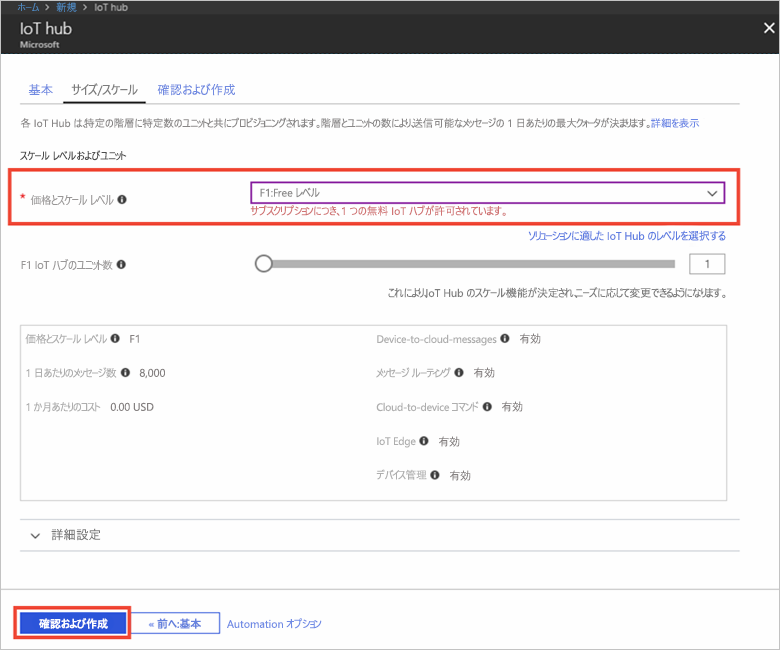 ホーム > 新規 > IoT hub
IoT hub
Microsoft
基本 サイズ/スケール 確認および作成
各 IoT Hub は、特定の階層に特定数のユニットと共にプロビジョニングされます。階層とユニットの数により、送信可能なメッセージの 1 日あたりの最大クォータが決まります。詳細を表示
スケール レベルおよびユニット
* 価格とスケール レベル F1:Free レベル
サブスクリプションにつき、1 つの無料 IoT ハブが許可されています。
ソリューションに適した IoT Hub のレベルを選択する
F1 IoT ハブのユニット数 1
これにより、IoT Hub のスケール機能が決定され、ニーズに応じて変更できるようになります。
価格とスケール レベル F1 Device-to-cloud-messages 有効
1 日あたりのメッセージ数 8,000 メッセージ ルーティング 有効
1 か月あたりのコスト 0.00 USD Cloud-to-device コマンド 有効
IoT Edge 有効
デバイス管理 有効
詳細設定
確認および作成 « 前へ:基本 Automation オプション